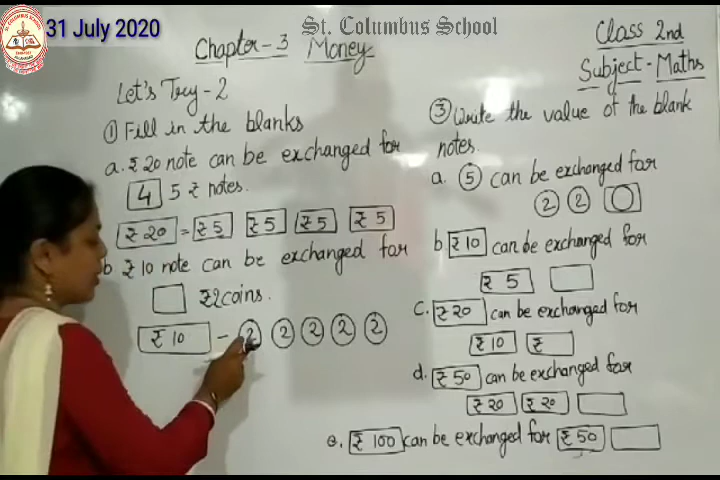 31 July 2020
St. Columbus School
Chapter-3 Money
Class 2nd
Subject-Maths
Let's Try-2
① Fill in the blanks
a. ₹ 20 note can be exchanged for
4 5 ₹ notes.
₹ 20 = ₹ 5 ₹ 5 ₹ 5 ₹ 5
b ₹ 10 note can be exchanged for
₹2 coins.
₹ 10 - 2 2 2 2 2
③ Write the value of the blank
notes.
a. 5 can be exchanged for
2 2
b. ₹ 10 can be exchanged for
₹ 5
c. ₹ 20 can be exchanged for
₹ 10 ₹
d. ₹ 50 can be exchanged for
₹ 20 ₹ 20
e. ₹ 100 can be exchanged for ₹ 50